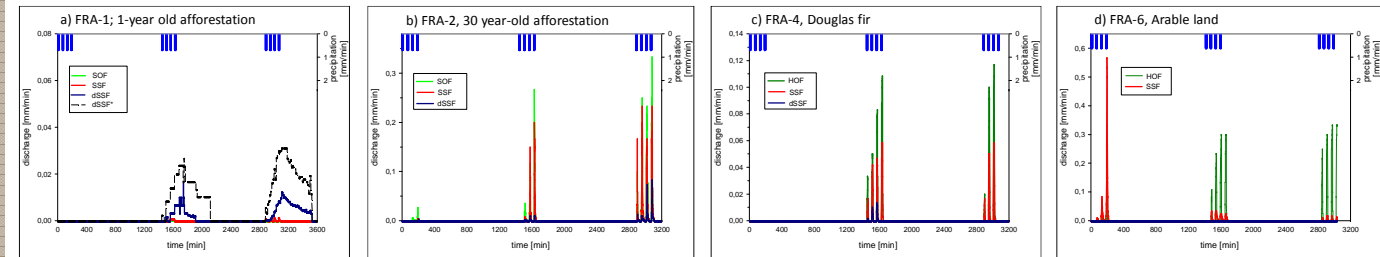 a) FRA-1; 1-year old afforestation
0,08
0,06
0,04
0,02
0,00
discharge [mm/min]
SOF
SSF
dSSF
dSSF*
0
1
2
precipitation
[mm/min]
0 600 1200 1800 2400 3000 3600
time [min]
b) FRA-2, 30 year-old afforestation
0,3
0,2
0,1
0,0
discharge [mm/min]
SOF
SSF
dSSF
0
1
2
precipitation
[mm/min]
0 400 800 1200 1600 2000 2400 2800 3200
time [min]
c) FRA-4, Douglas fir
0,14
0,12
0,10
0,08
0,06
0,04
0,02
0,00
discharge [mm/min]
HOF
SSF
dSSF
0
1
2
precipitation
[mm/min]
0 400 800 1200 1600 2000 2400 2800 3200
time [min]
d) FRA-6, Arable land
0,6
0,5
0,4
0,3
0,2
0,1
0,0
discharge [mm/min]
HOF
SSF
0
1
2
precipitation
[mm/min]
0 400 800 1200 1600 2000 2400 2800 3200
time [min]